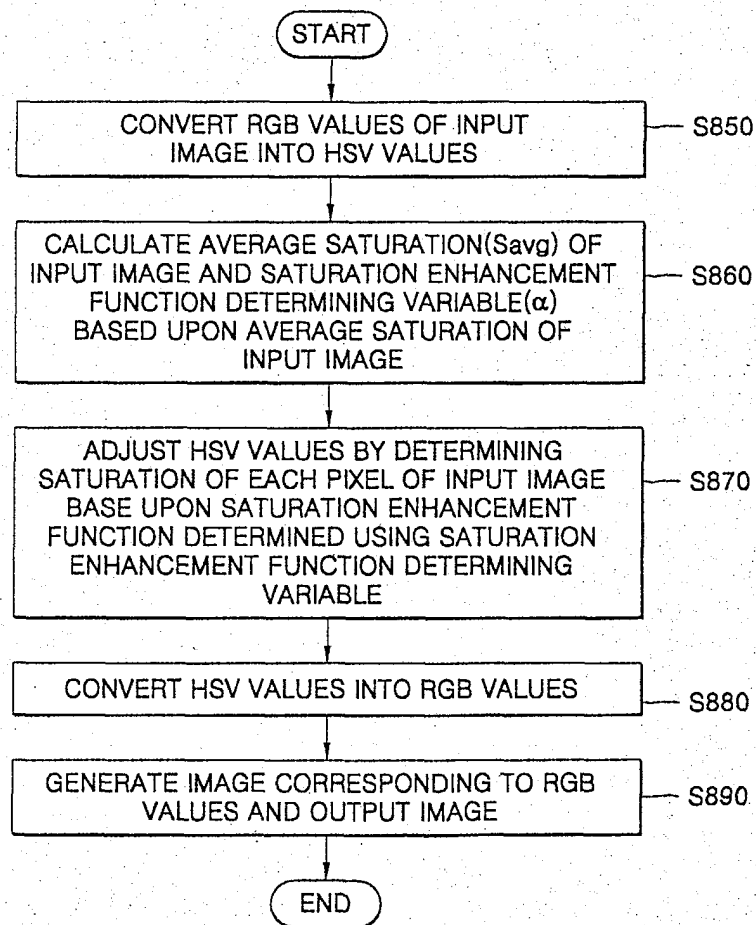 START
CONVERT RGB VALUES OF INPUT
IMAGE INTO HSV VALUES
S850
CALCULATE AVERAGE SATURATION(Savg) OF
INPUT IMAGE AND SATURATION ENHANCEMENT
FUNCTION DETERMINING VARIABLE(α)
BASED UPON AVERAGE SATURATION OF
INPUT IMAGE
S860
ADJUST HSV VALUES BY DETERMINING
SATURATION OF EACH PIXEL OF INPUT IMAGE
BASE UPON SATURATION ENHANCEMENT
FUNCTION DETERMINED USING SATURATION
ENHANCEMENT FUNCTION DETERMINING
VARIABLE
S870
CONVERT HSV VALUES INTO RGB VALUES
S880
GENERATE IMAGE CORRESPONDING TO RGB
VALUES AND OUTPUT IMAGE
S890
END